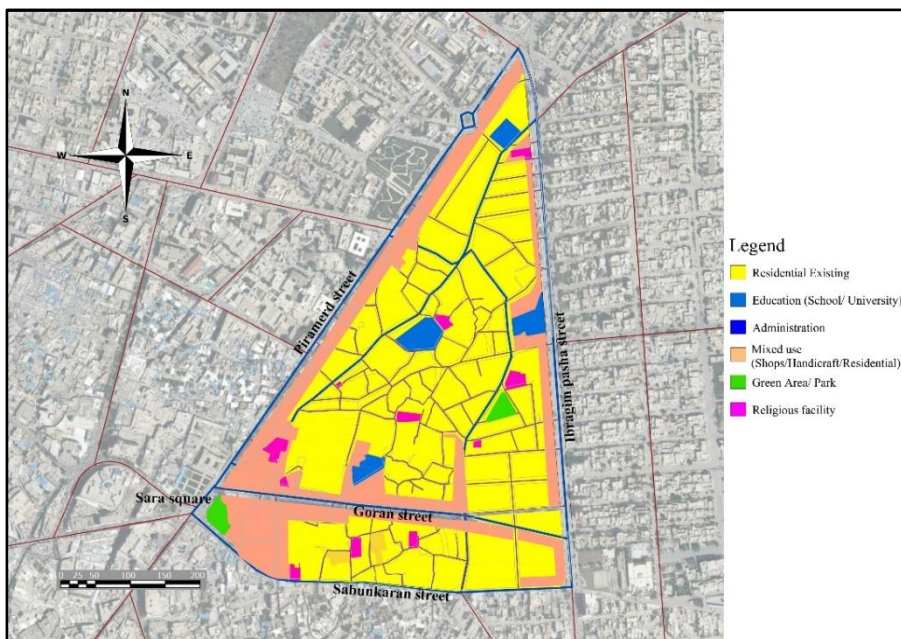 N
W
E
S
Piramerd street
Ibragim pasha street
Sara square
Goran street
Sabunkaran street
0 25 50 100 150 200
Legend
Residential Existing
Education (School/ University)
Administration
Mixed use
(Shops/Handicraft/Residential)
Green Area/ Park
Religious facility